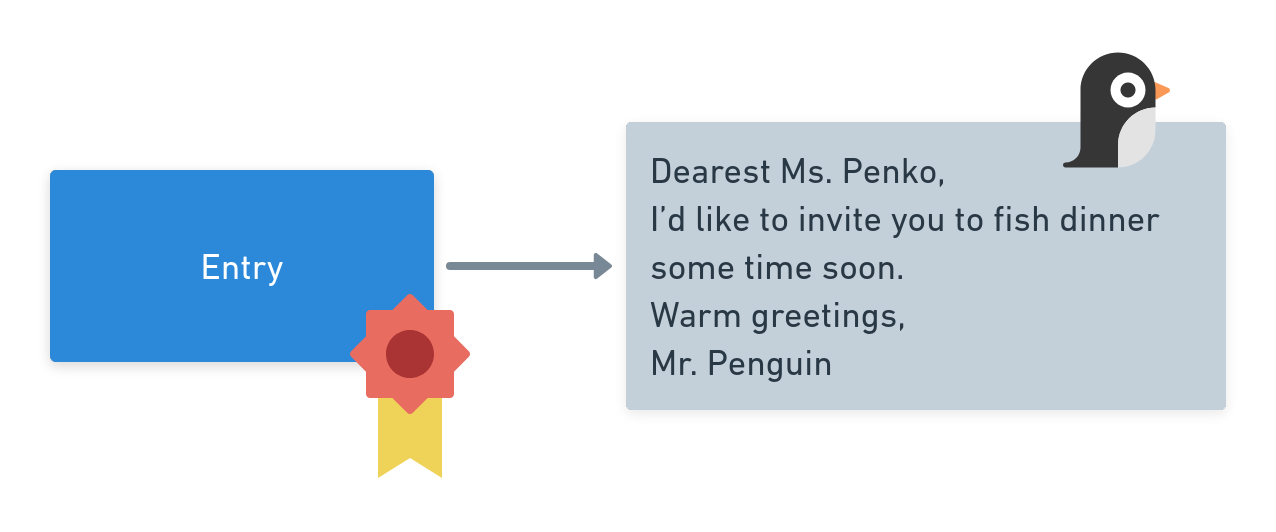 Entry
Dearest Ms. Penko,
I’d like to invite you to fish dinner
some time soon.
Warm greetings,
Mr. Penguin